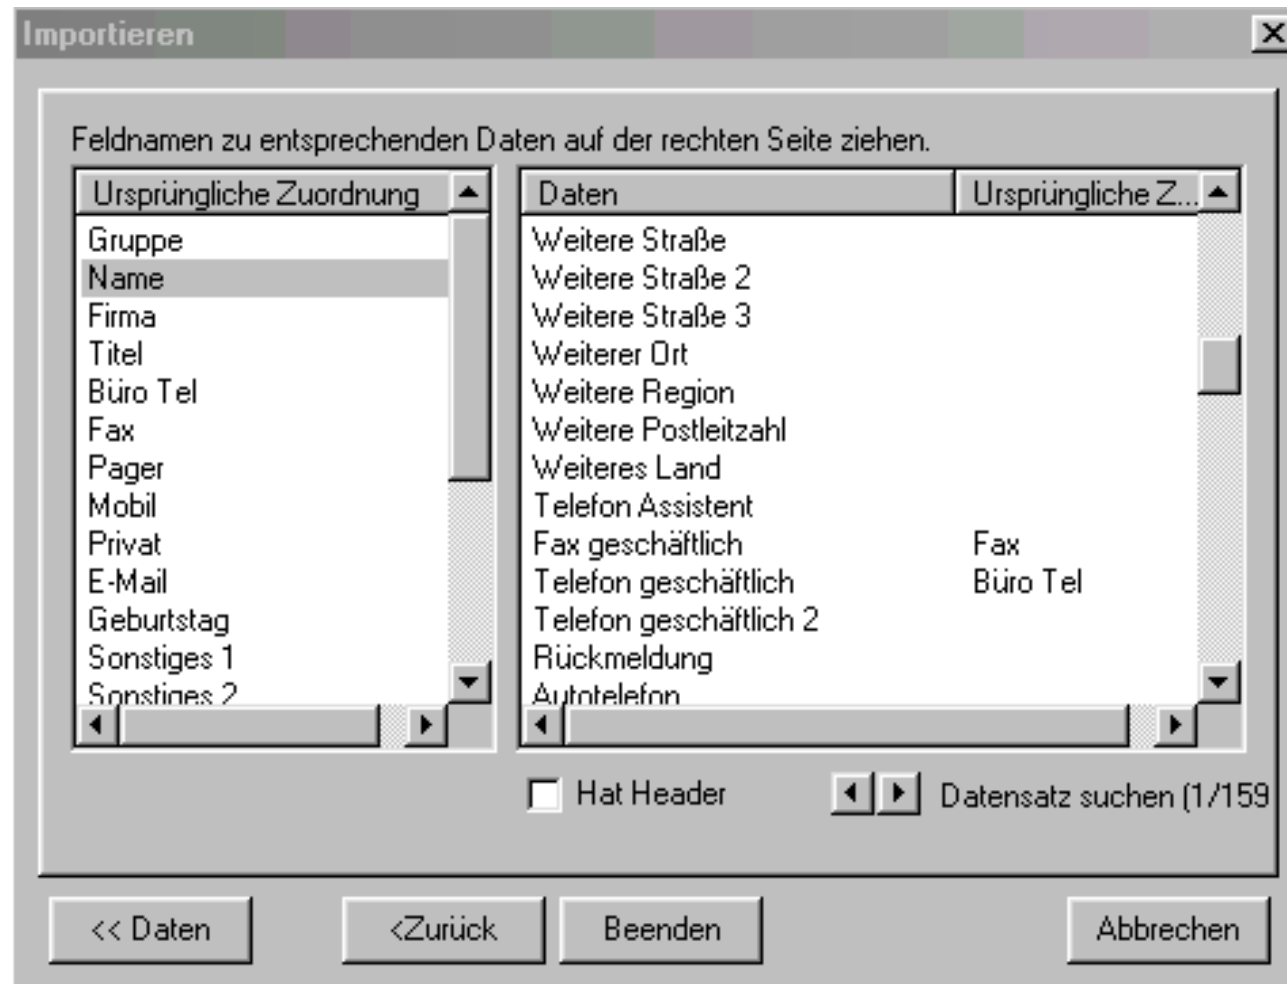 Importieren
Feldnamen zu entsprechenden Daten auf der rechten Seite ziehen.
Ursprüngliche Zuordnung
Gruppe
Name
Firma
Titel
Büro Tel
Fax
Pager
Mobil
Privat
E-Mail
Geburtstag
Sonstiges 1
Sonstiges 2
Daten Ursprüngliche Z...
Weitere Straße
Weitere Straße 2
Weitere Straße 3
Weiterer Ort
Weitere Region
Weitere Postleitzahl
Weiteres Land
Telefon Assistent
Fax geschäftlich Fax
Telefon geschäftlich Büro Tel
Telefon geschäftlich 2
Rückmeldung
Autotelefon
Hat Header
Datensatz suchen (1/159
<< Daten
<Zurück
Beenden
Abbrechen